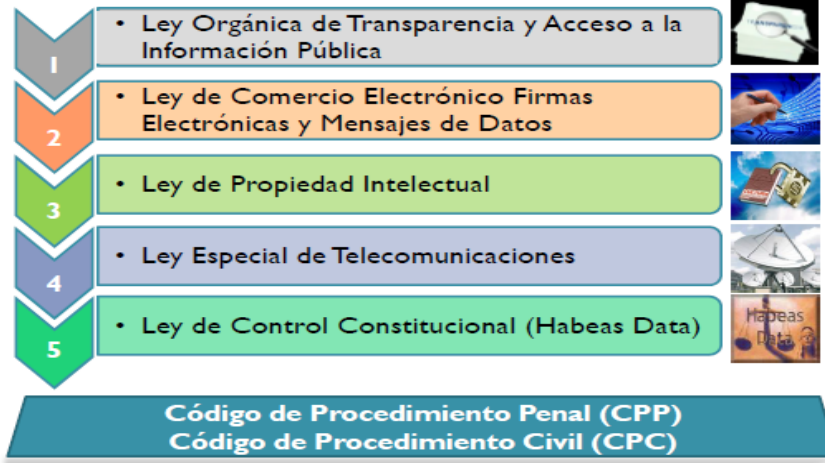 1
• Ley Orgánica de Transparencia y Acceso a la
Información Pública
2
• Ley de Comercio Electrónico Firmas
Electrónicas y Mensajes de Datos
3
• Ley de Propiedad Intelectual
4
• Ley Especial de Telecomunicaciones
5
• Ley de Control Constitucional (Habeas Data)
Habeas
Data
Código de Procedimiento Penal (CPP)
Código de Procedimiento Civil (CPC)